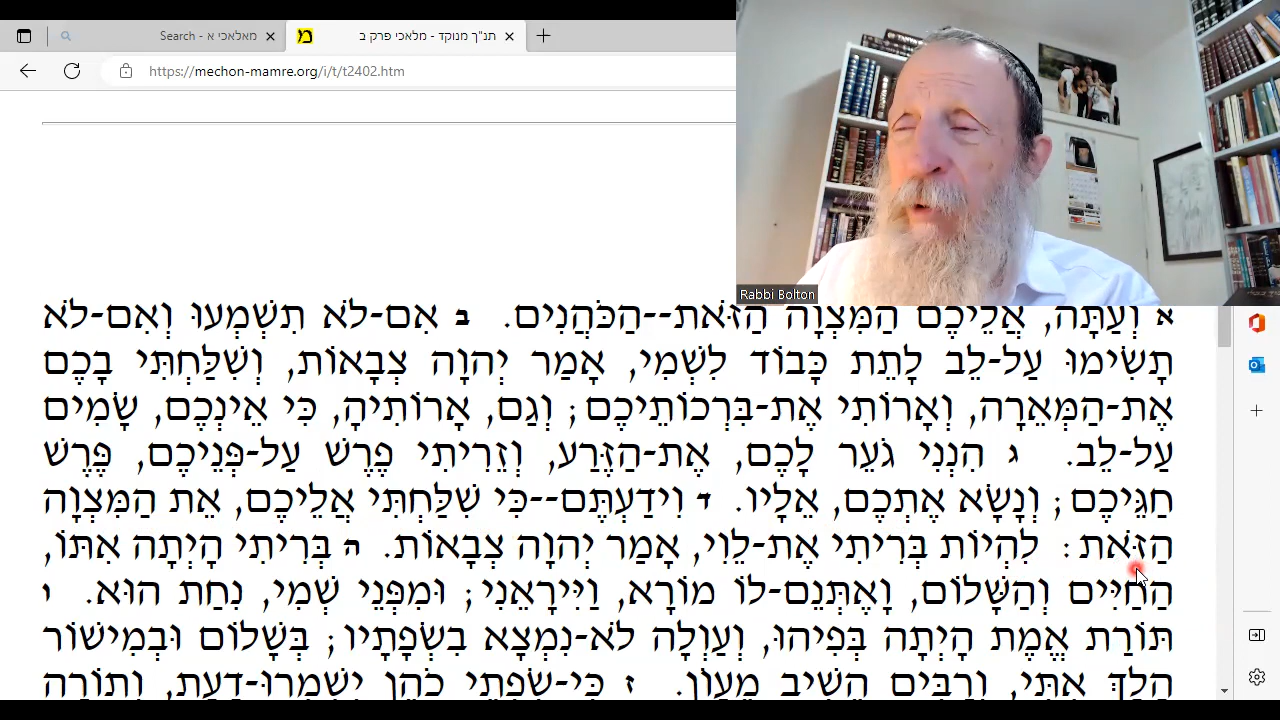 Search - מאלאכי א
תנ"ך מנוקד - מלאכי פרק ב
https://mechon-mamre.org/i/t/t2402.htm
Rabbi Bolton
א וְעַתָּה, אֲלֵיכֶם הַמִּצְוָה הַזֹּאת--הַכֹּהֲנִים. ב אִם-לֹא תִשְׁמְעוּ וְאִם-לֹא
תָשִׂימוּ עַל-לֵב לָתֵת כָּבוֹד לִשְׁמִי, אָמַר יְהוָה צְבָאוֹת, וְשִׁלַּחְתִּי בָכֶם
אֶת-הַמְּאֵרָה, וְאָרוֹתִי אֶת-בִּרְכוֹתֵיכֶם; וְגַם, אָרוֹתִיהָ, כִּי אֵינְכֶם, שָׂמִים
עַל-לֵב. ג הִנְנִי גֹעֵר לָכֶם, אֶת-הַזֶּרַע, וְזֵרִיתִי פֶרֶשׁ עַל-פְּנֵיכֶם, פֶּרֶשׁ
חַגֵּיכֶם; וְנָשָׂא אֶתְכֶם, אֵלָיו. ד וִידַעְתֶּם--כִּי שִׁלַּחְתִּי אֲלֵיכֶם, אֵת הַמִּצְוָה
הַזֹּאת: לִהְיוֹת בְּרִיתִי אֶת-לֵוִי, אָמַר יְהוָה צְבָאוֹת. ה בְּרִיתִי הָיְתָה אִתּוֹ,
הַחַיִּים וְהַשָּׁלוֹם, וָאֶתְּנֵם-לוֹ מוֹרָא, וַיִּירָאֵנִי; וּמִפְּנֵי שְׁמִי, נִחַת הוּא. ו
תּוֹרַת אֱמֶת הָיְתָה בְּפִיהוּ, וְעַוְלָה לֹא-נִמְצָא בִשְׂפָתָיו; בְּשָׁלוֹם וּבְמִישׁוֹר
הָלַךְ אִתִּי, וְרַבִּים הֵשִׁיב מֵעָוֺן. ז כִּי-שִׂפְתֵי כֹהֵן יִשְׁמְרוּ-דַעַת, וְתוֹרָה